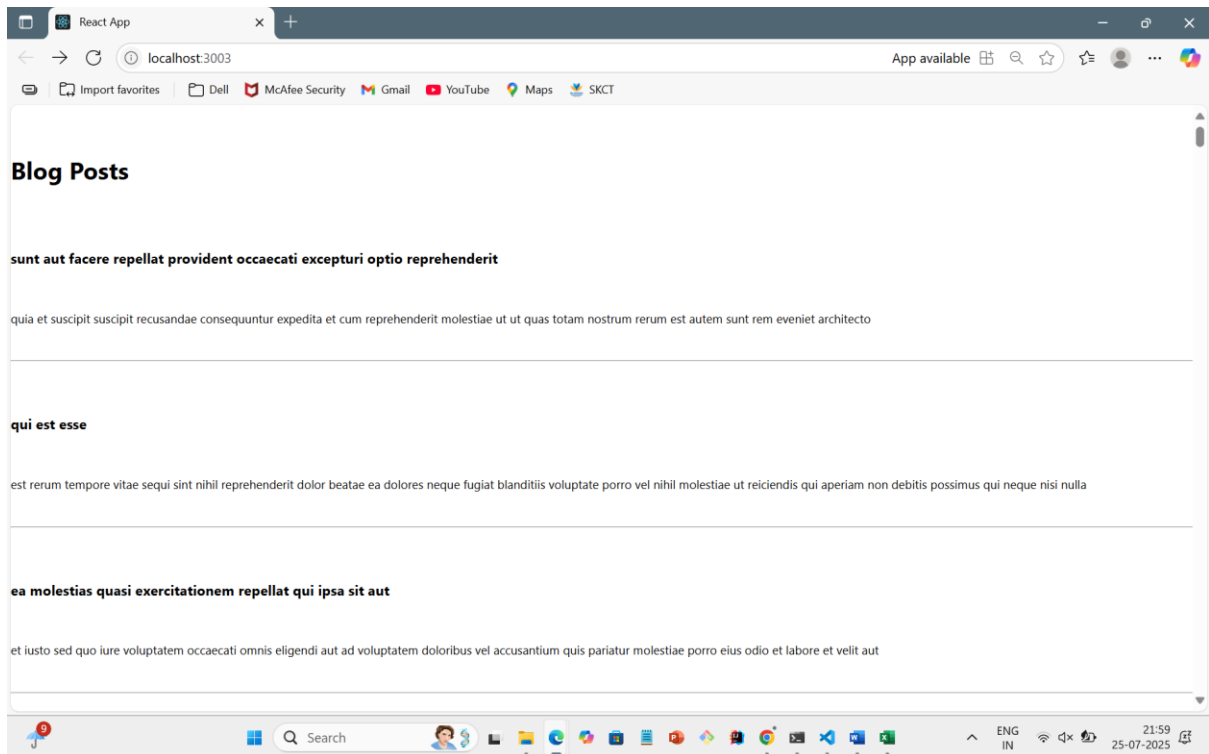 React App
localhost:3003
App available
Import favorites Dell McAfee Security Gmail YouTube Maps SKCT
Blog Posts
sunt aut facere repellat provident occaecati excepturi optio reprehenderit
quia et suscipit suscipit recusandae consequuntur expedita et cum reprehenderit molestiae ut ut quas totam nostrum rerum est autem sunt rem eveniet architecto
qui est esse
est rerum tempore vitae sequi sint nihil reprehenderit dolor beatae ea dolores neque fugiat blanditiis voluptate porro vel nihil molestiae ut reiciendis qui aperiam non debitis possimus qui neque nisi nulla
ea molestias quasi exercitationem repellat qui ipsa sit aut
et iusto sed quo iure voluptatem occaecati omnis eligendi aut ad voluptatem doloribus vel accusantium quis pariatur molestiae porro eius odio et labore et velit aut
9
Search
ENG
IN
21:59
25-07-2025